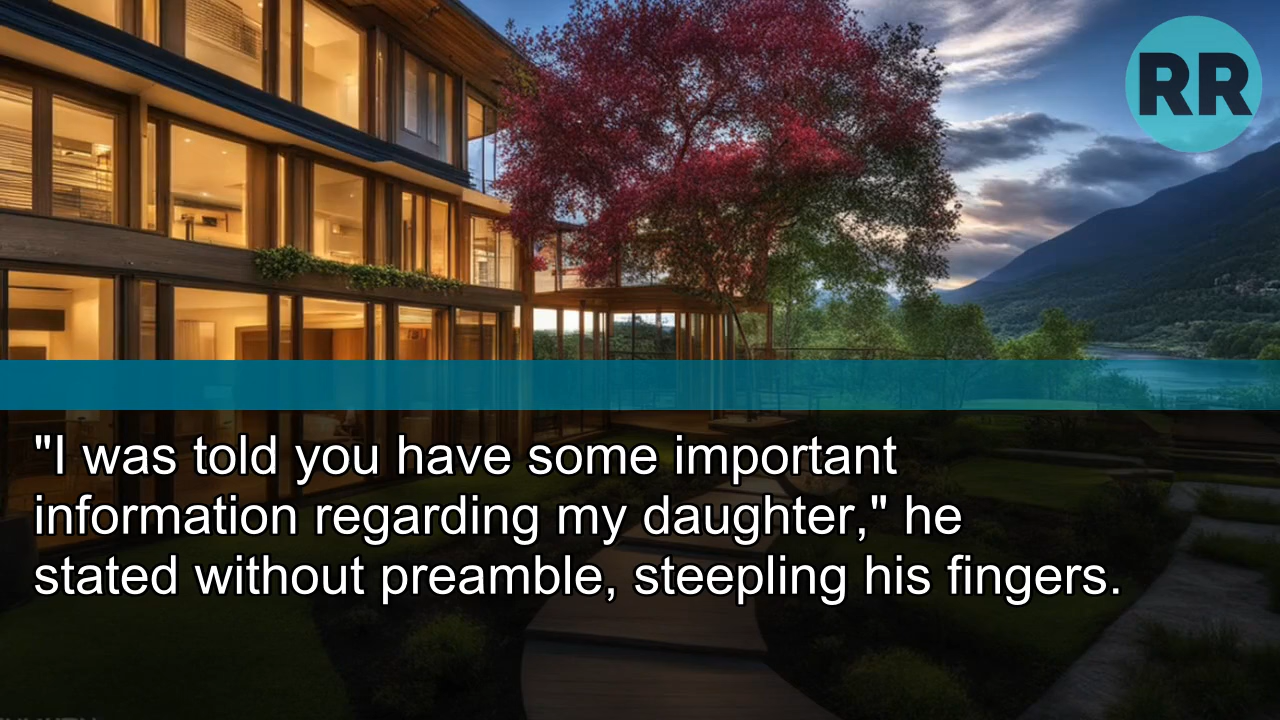 RR
"I was told you have some important
information regarding my daughter," he
stated without preamble, steepling his fingers.